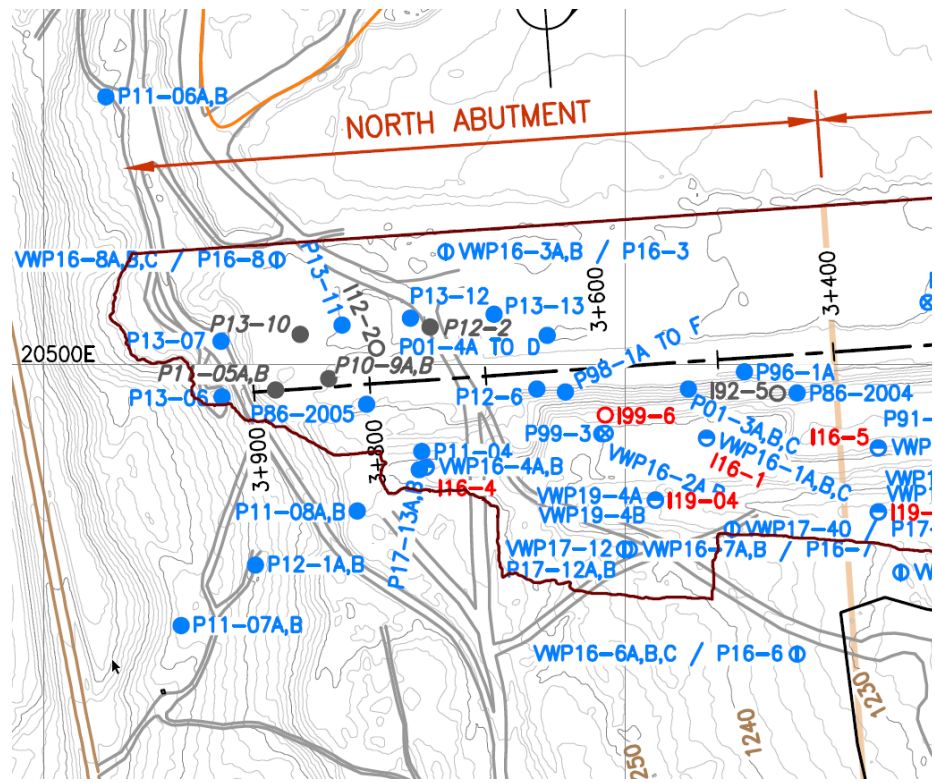 P11-06A,B
NORTH ABUTMENT
VWP16-8A,B,C / P16-8
VWP16-3A,B / P16-3
P13-11
I12-2
P13-12
P13-13
3+600
3+400
P13-10
P12-2
P13-07
P01-4A TO D
20500E
P10-9A,B
P98-1A TO F
P96-1A
P13-06
P86-2005
P12-6
I92-5
P86-2004
P01-3A,B,C
I99-6
P99-3
I16-5
P91-
VWP
3+900
3+800
P11-04
VWP16-4A,B
I16-4
VWP16-1A,B,C
I16-1
P11-08A,B
P17-13A,B
VWP19-4A
VWP19-4B
I19-04
I19-
P17-
VWP17-40
VWP17-12
VWP16-7A,B / P16-7
P17-12A,B
P12-1A,B
P11-07A,B
VWP16-6A,B,C / P16-6
1230
1240
250